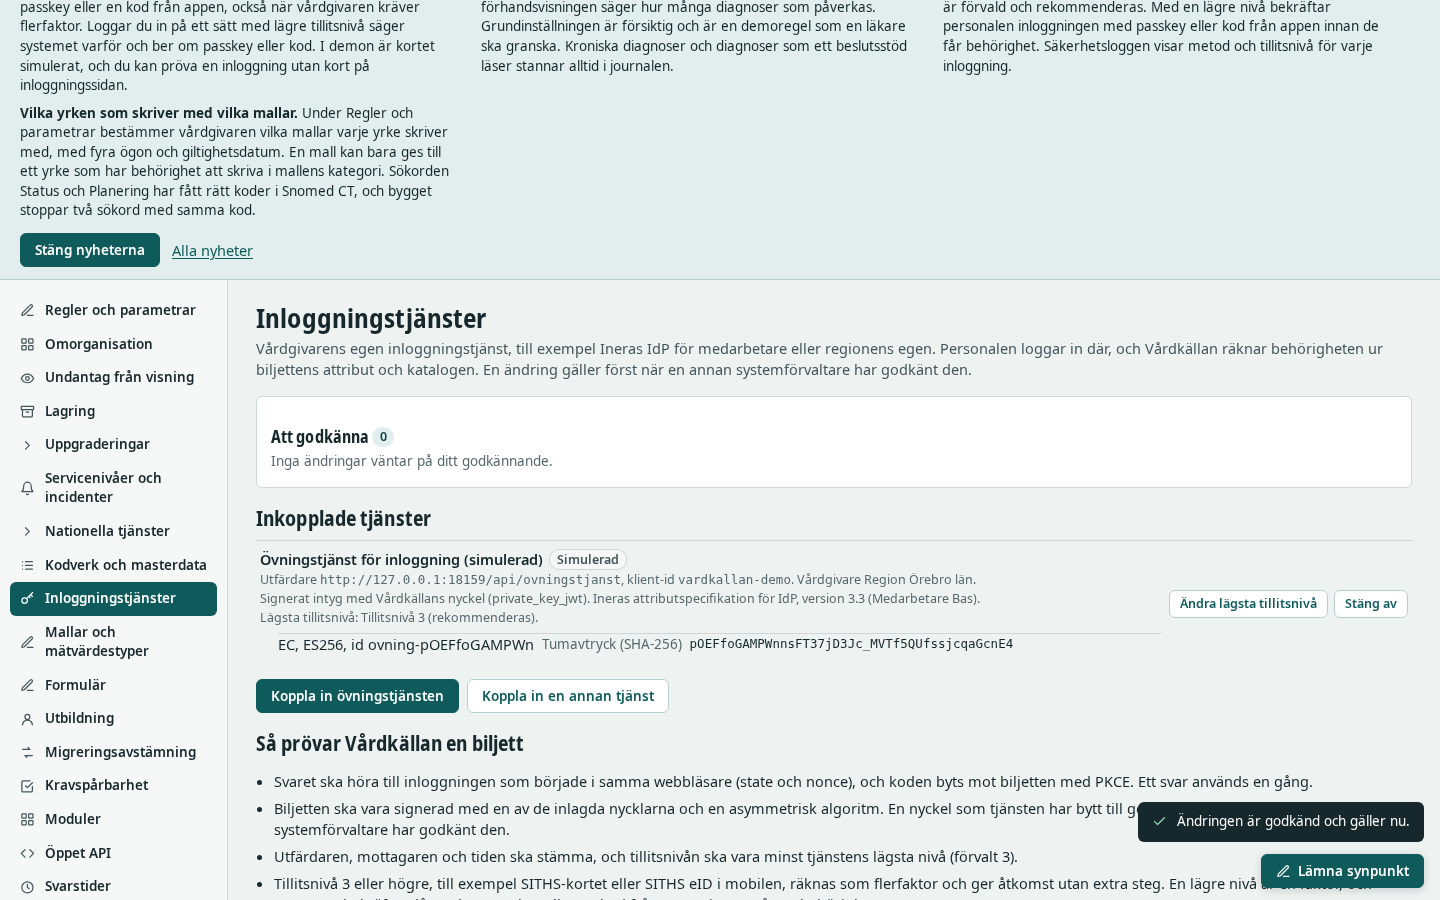 passkey eller en kod från appen, också när vårdgivaren kräver
flerfaktor. Loggar du in på ett sätt med lägre tillitsnivå säger
systemet varför och ber om passkey eller kod. I demon är kortet
simulerat, och du kan pröva en inloggning utan kort på
inloggningssidan.
Vilka yrken som skriver med vilka mallar. Under Regler och
parametrar bestämmer vårdgivaren vilka mallar varje yrke skriver
med, med fyra ögon och giltighetsdatum. En mall kan bara ges till
ett yrke som har behörighet att skriva i mallens kategori. Sökorden
Status och Planering har fått rätt koder i Snomed CT, och bygget
stoppar två sökord med samma kod.
förhandsvisningen säger hur många diagnoser som påverkas.
Grundinställningen är försiktig och är en demoregel som en läkare
ska granska. Kroniska diagnoser och diagnoser som ett beslutsstöd
läser stannar alltid i journalen.
är förvald och rekommenderas. Med en lägre nivå bekräftar
personalen inloggningen med passkey eller kod från appen innan de
får behörighet. Säkerhetsloggen visar metod och tillitsnivå för varje
inloggning.
Stäng nyheterna
Alla nyheter
Regler och parametrar
Omorganisation
Undantag från visning
Lagring
Uppgraderingar
Servicenivåer och
incidenter
Nationella tjänster
Kodverk och masterdata
Inloggningstjänster
Mallar och
mätvärdestyper
Formulär
Utbildning
Migreringsavstämning
Kravspårbarhet
Moduler
Öppet API
Svarstider
Inloggningstjänster
Vårdgivarens egen inloggningstjänst, till exempel Ineras IdP för medarbetare eller regionens egen. Personalen loggar in där, och Vårdkällan räknar behörigheten ur
biljettens attribut och katalogen. En ändring gäller först när en annan systemförvaltare har godkänt den.
Att godkänna 0
Inga ändringar väntar på ditt godkännande.
Inkopplade tjänster
Övningstjänst för inloggning (simulerad) Simulerad
Utfärdare http://127.0.0.1:18159/api/ovningstjanst, klient-id vardkallan-demo. Vårdgivare Region Örebro län.
Signerat intyg med Vårdkällans nyckel (private_key_jwt). Ineras attributspecifikation för IdP, version 3.3 (Medarbetare Bas).
Lägsta tillitsnivå: Tillitsnivå 3 (rekommenderas).
Ändra lägsta tillitsnivå
Stäng av
EC, ES256, id ovning-pOEFfoGAMPWn Tumavtryck (SHA-256) pOEFfoGAMPWnnsFT37jD3Jc_MVTf5QUfssjcqaGcnE4
Koppla in övningstjänsten
Koppla in en annan tjänst
Så prövar Vårdkällan en biljett
Svaret ska höra till inloggningen som började i samma webbläsare (state och nonce), och koden byts mot biljetten med PKCE. Ett svar används en gång.
Biljetten ska vara signerad med en av de inlagda nycklarna och en asymmetrisk algoritm. En nyckel som tjänsten har bytt till
systemförvaltare har godkänt den.
Utfärdaren, mottagaren och tiden ska stämma, och tillitsnivån ska vara minst tjänstens lägsta nivå (förvalt 3).
Tillitsnivå 3 eller högre, till exempel SITHS-kortet eller SITHS eID i mobilen, räknas som flerfaktor och ger åtkomst utan extra steg. En lägre nivå
Ändringen är godkänd och gäller nu.
Lämna synpunkt